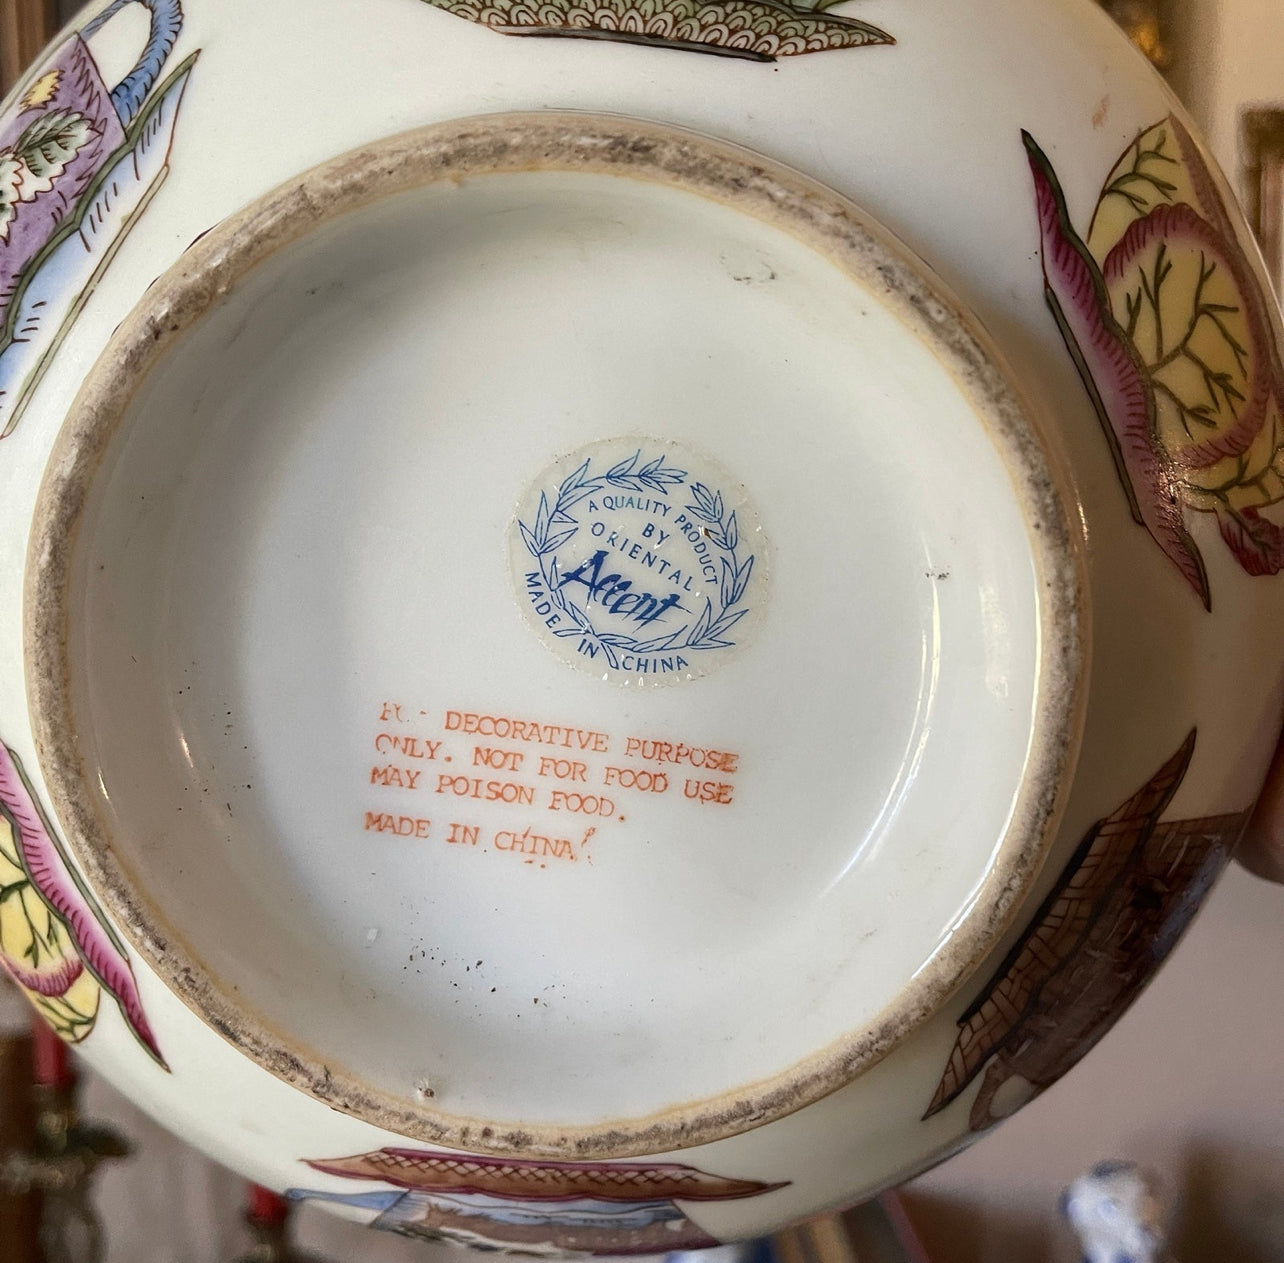 A QUALITY PRODUCT
BY
ORIENTAL
Accent
MADE IN CHINA
DECORATIVE PURPOSE
ONLY. NOT FOR FOOD USE
MAY POISON FOOD.
MADE IN CHINA